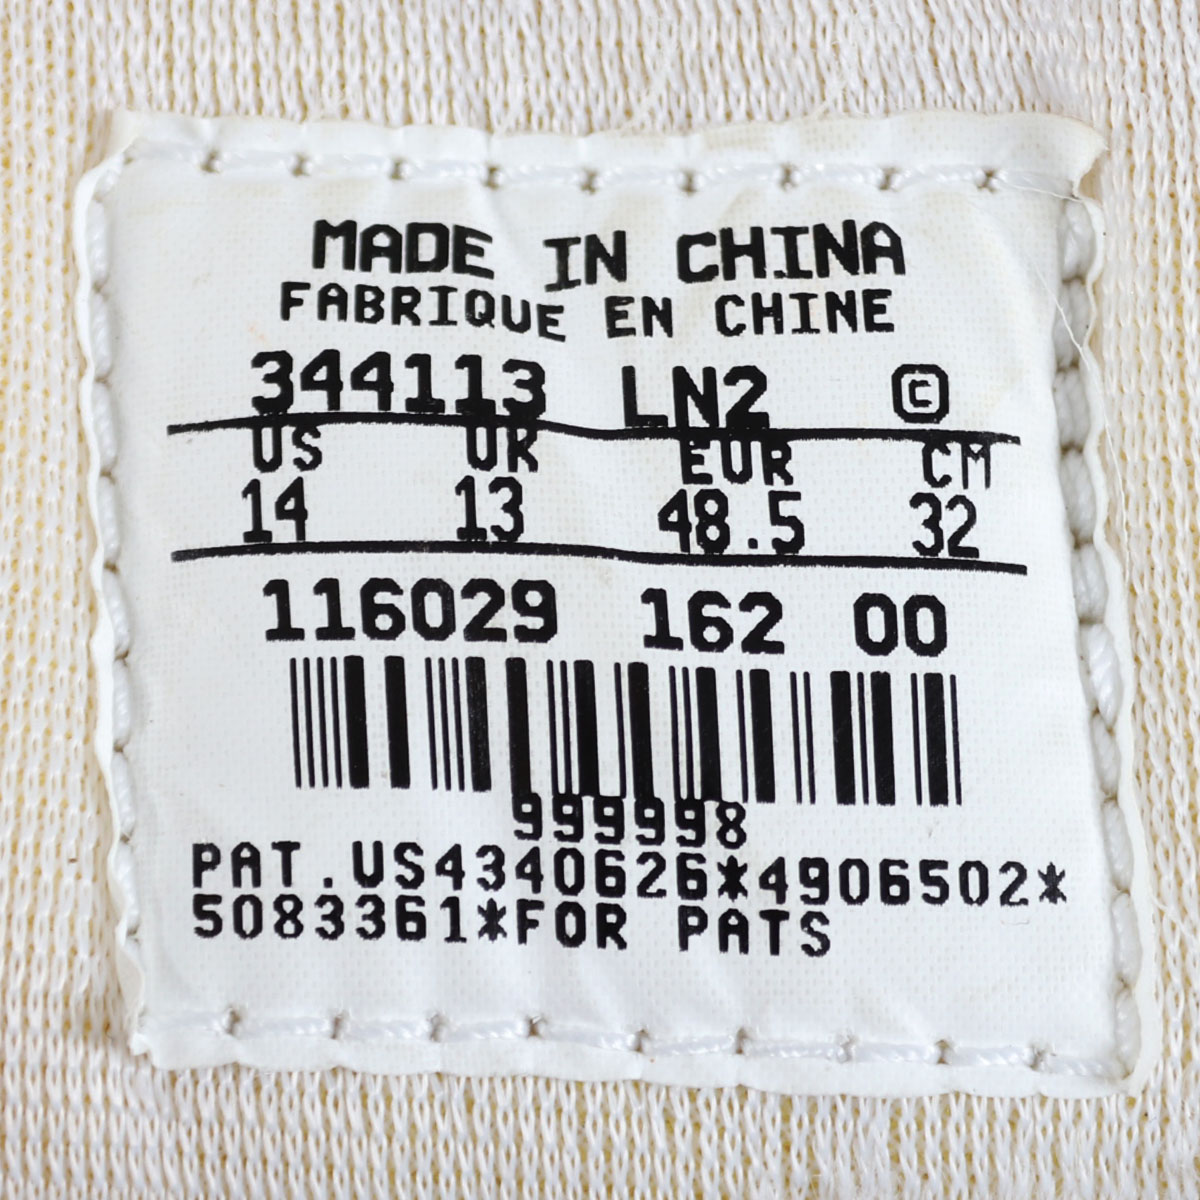 MADE IN CHINA
FABRIQUE EN CHINE
344113 LN2 ©
US UK EUR CM
14 13 48.5 32
116029 162 00
999998
PAT.US4340626*4906502*
5083361*FOR PATS